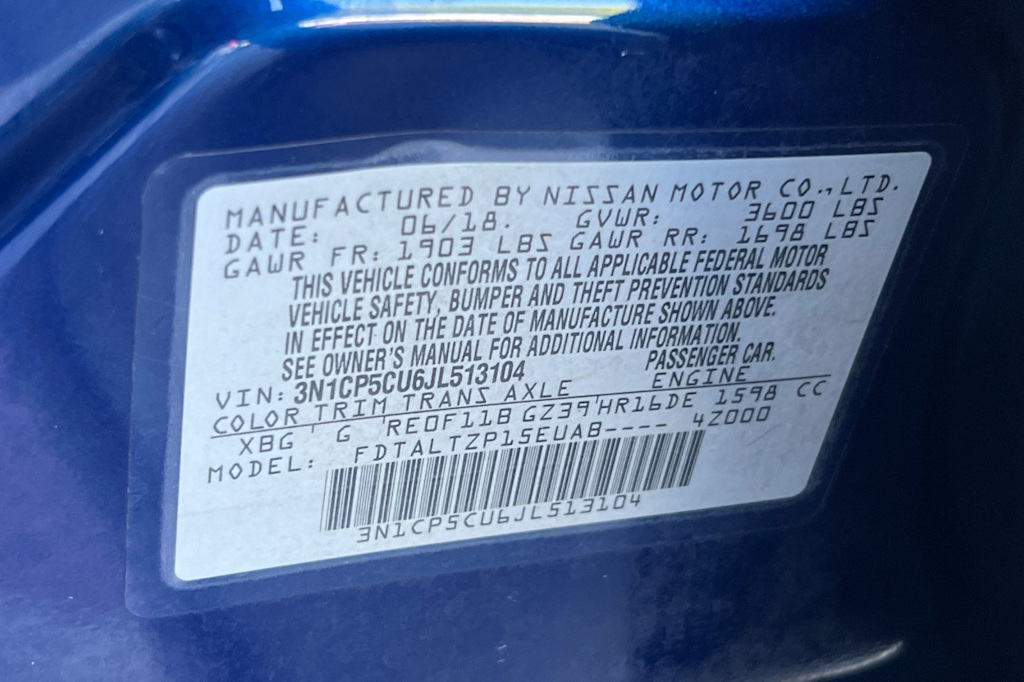 MANUFACTURED BY NISSAN MOTOR CO.,LTD.
DATE: 06/18. GVWR: 3600 LBS
GAWR FR: 1903 LBS GAWR RR: 1698 LBS
THIS VEHICLE CONFORMS TO ALL APPLICABLE FEDERAL MOTOR
VEHICLE SAFETY, BUMPER AND THEFT PREVENTION STANDARDS
IN EFFECT ON THE DATE OF MANUFACTURE SHOWN ABOVE.
SEE OWNER'S MANUAL FOR ADDITIONAL INFORMATION.
VIN: 3N1CP5CU6JL513104 PASSENGER CAR.
COLOR TRIM TRANS AXLE ENGINE
XBG G RE0F11B GZ39 HR16DE 1598 CC
MODEL: FDTALTZP15EUAB---- 4Z000
3N1CP5CU6JL513104